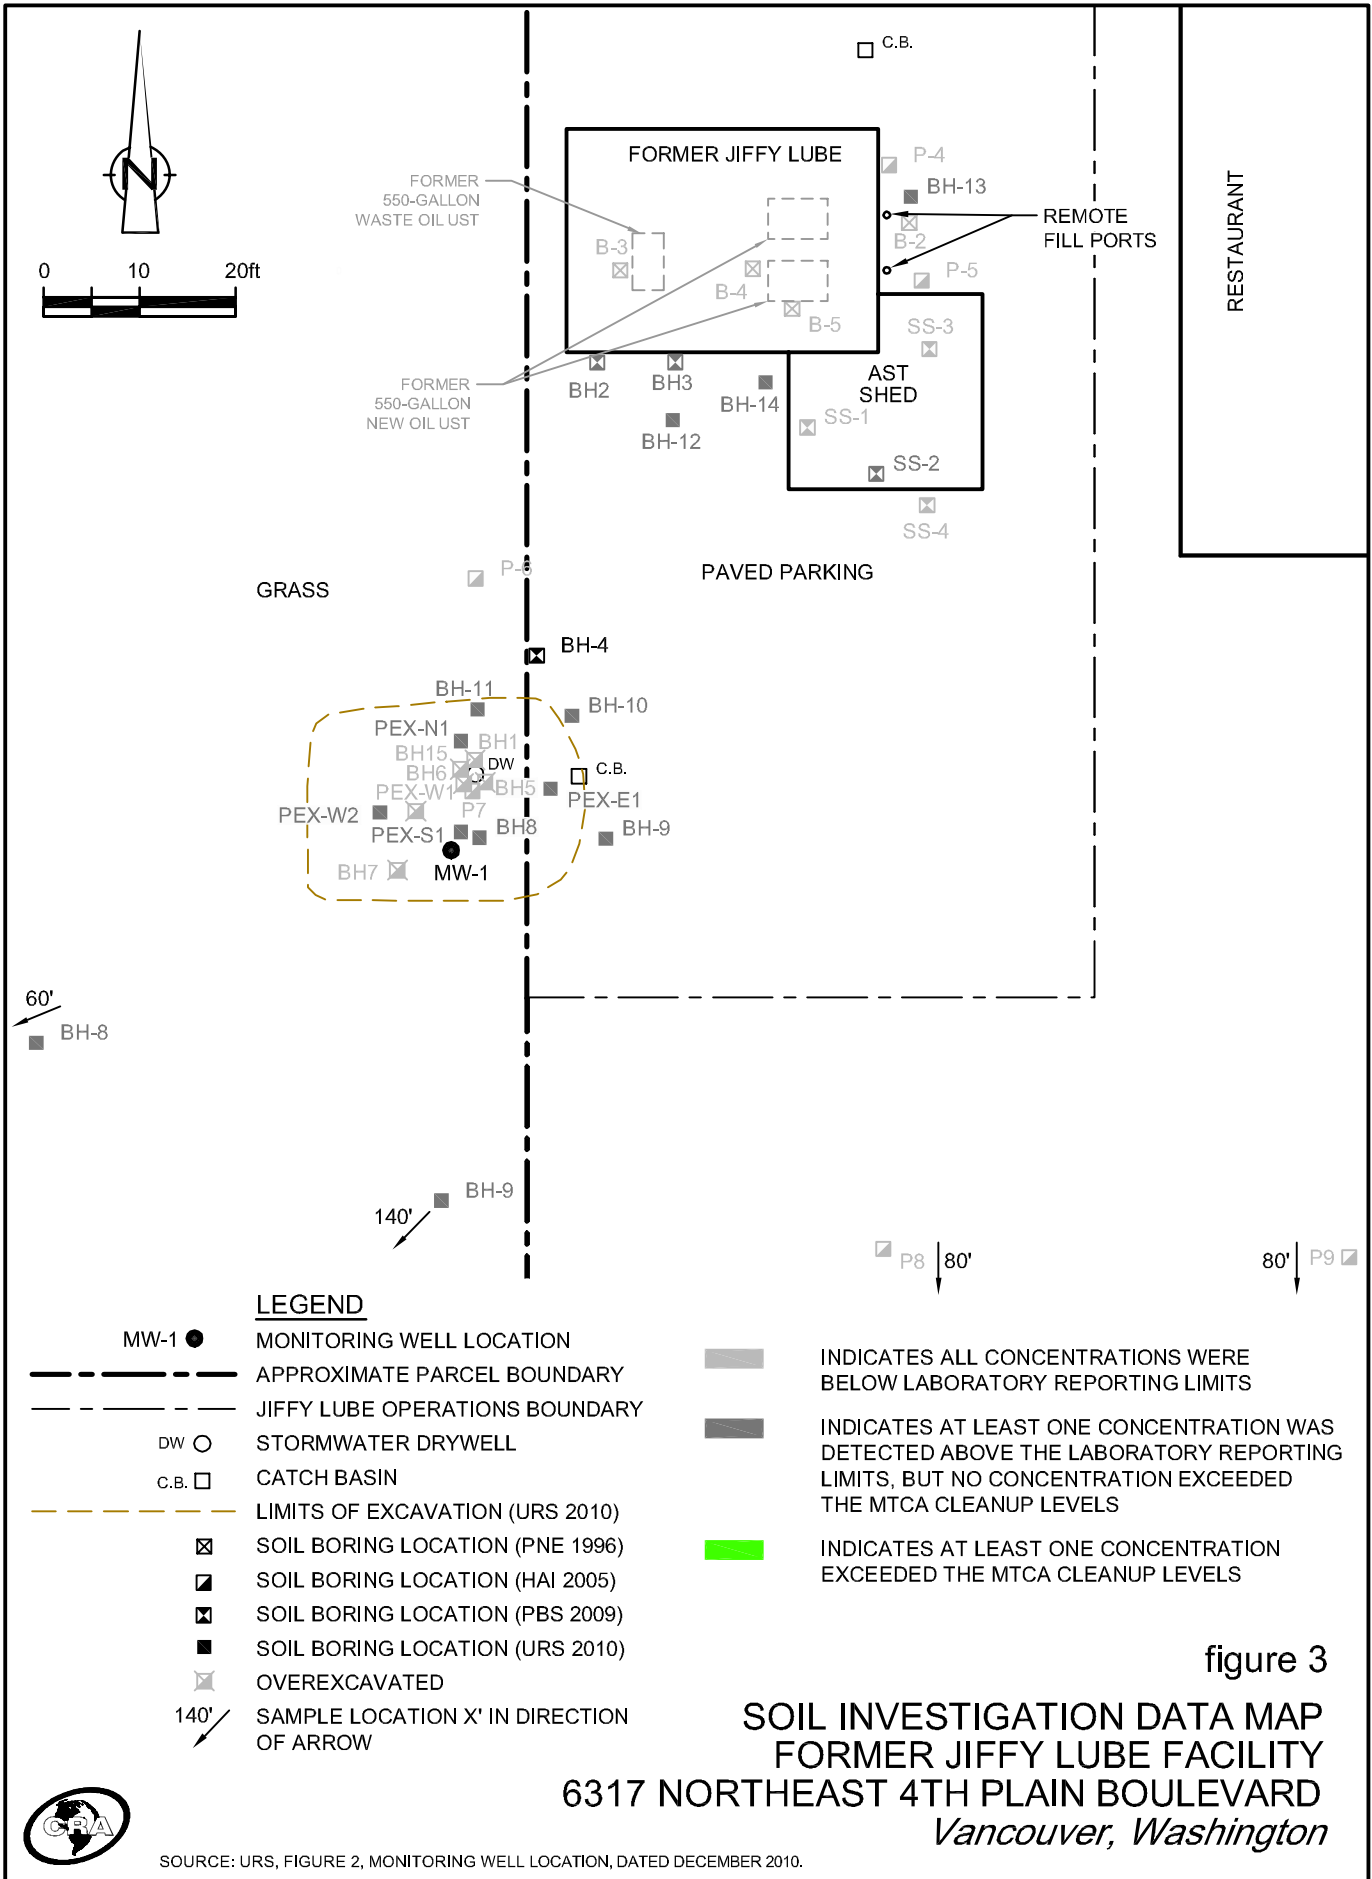 C.B.
FORMER JIFFY LUBE
P-4
BH-13
FORMER
550-GALLON
WASTE OIL UST
N
REMOTE
FILL PORTS
RESTAURANT
B-2
B-3
0 10 20ft
B-4
P-5
B-5
SS-3
AST
SHED
FORMER
550-GALLON
NEW OIL UST
BH2
BH3
BH-14
SS-1
BH-12
SS-2
SS-4
P-6
GRASS
PAVED PARKING
BH-4
BH-11
BH-10
PEX-N1
BH1
BH15
DW
C.B.
BH6
BH5
PEX-W1
PEX-E1
P7
PEX-W2
PEX-S1
BH8
BH-9
BH7
MW-1
60'
BH-8
BH-9
140'
P8
80'
80'
P9
LEGEND
MW-1 MONITORING WELL LOCATION
APPROXIMATE PARCEL BOUNDARY
JIFFY LUBE OPERATIONS BOUNDARY
DW STORMWATER DRYWELL
C.B. CATCH BASIN
LIMITS OF EXCAVATION (URS 2010)
SOIL BORING LOCATION (PNE 1996)
SOIL BORING LOCATION (HAI 2005)
SOIL BORING LOCATION (PBS 2009)
SOIL BORING LOCATION (URS 2010)
OVEREXCAVATED
140' SAMPLE LOCATION X' IN DIRECTION
OF ARROW
INDICATES ALL CONCENTRATIONS WERE
BELOW LABORATORY REPORTING LIMITS
INDICATES AT LEAST ONE CONCENTRATION WAS
DETECTED ABOVE THE LABORATORY REPORTING
LIMITS, BUT NO CONCENTRATION EXCEEDED
THE MTCA CLEANUP LEVELS
INDICATES AT LEAST ONE CONCENTRATION
EXCEEDED THE MTCA CLEANUP LEVELS
figure 3
SOIL INVESTIGATION DATA MAP
FORMER JIFFY LUBE FACILITY
6317 NORTHEAST 4TH PLAIN BOULEVARD
Vancouver, Washington
CRA
SOURCE: URS, FIGURE 2, MONITORING WELL LOCATION, DATED DECEMBER 2010.